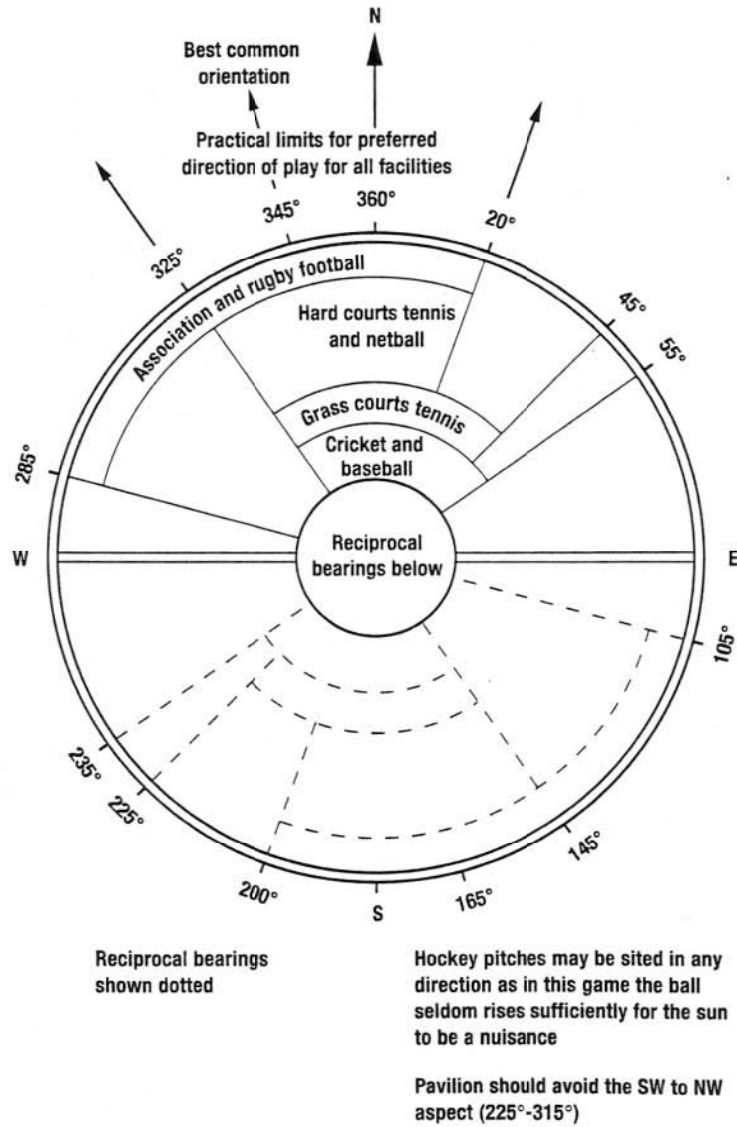 N
Best common
orientation
Practical limits for preferred
direction of play for all facilities
325°
345°
360°
20°
45°
55°
Association and rugby football
Hard courts tennis
and netball
Grass courts tennis
Cricket and
baseball
285°
W
Reciprocal
bearings below
E
105°
235°
225°
200°
S
165°
145°
Reciprocal bearings
shown dotted
Hockey pitches may be sited in any
direction as in this game the ball
seldom rises sufficiently for the sun
to be a nuisance
Pavilion should avoid the SW to NW
aspect (225°-315°)